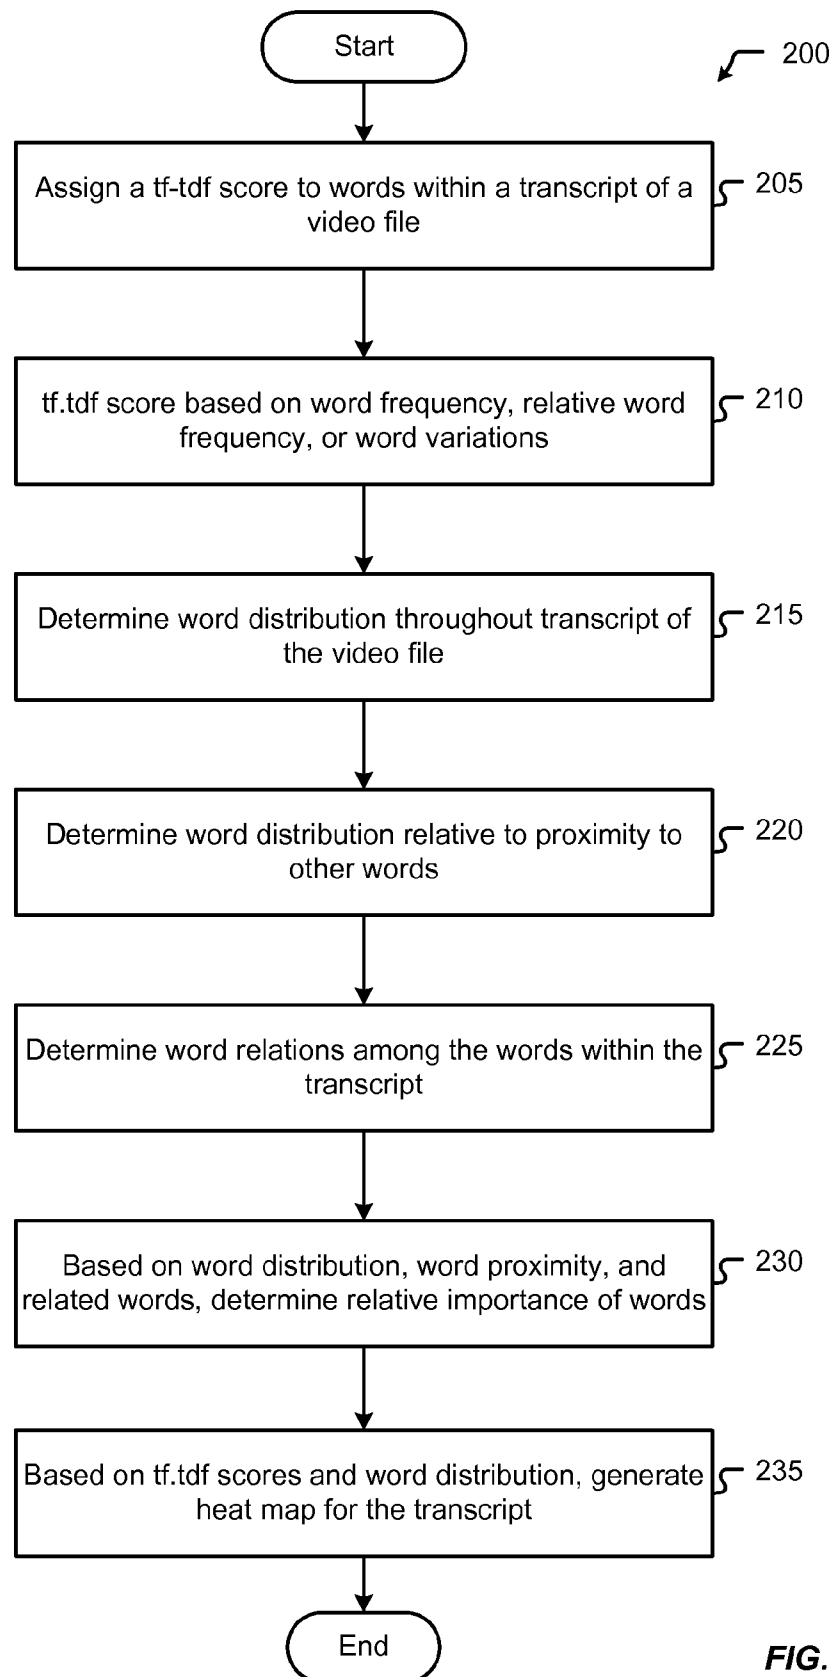 Start
200
Assign a tf-tdf score to words within a transcript of a
video file
205
tf.tdf score based on word frequency, relative word
frequency, or word variations
210
Determine word distribution throughout transcript of
the video file
215
Determine word distribution relative to proximity to
other words
220
Determine word relations among the words within the
transcript
225
Based on word distribution, word proximity, and
related words, determine relative importance of words
230
Based on tf.tdf scores and word distribution, generate
heat map for the transcript
235
End
FIG.